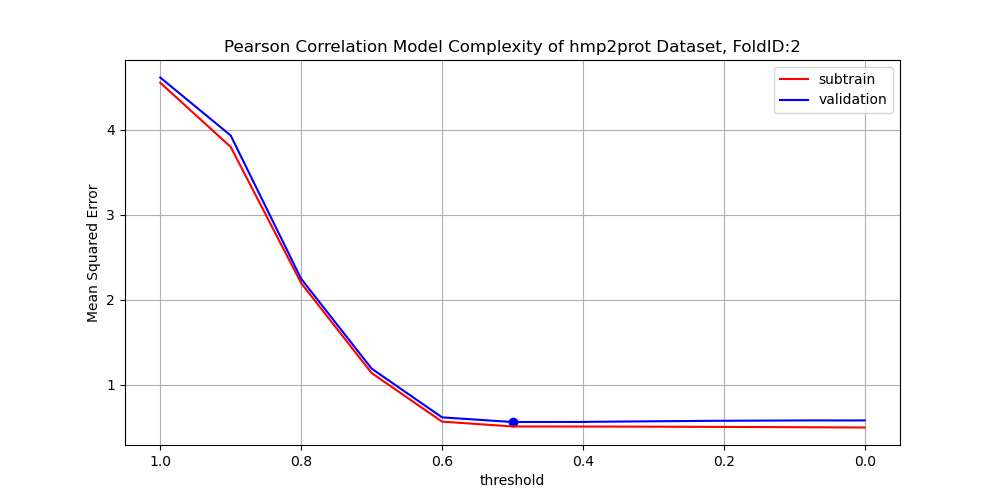 Pearson Correlation Model Complexity of hmp2prot Dataset, FoldID:2
subtrain
validation
4
3
2
1
Mean Squared Error
1.0 0.8 0.6 0.4 0.2 0.0
threshold